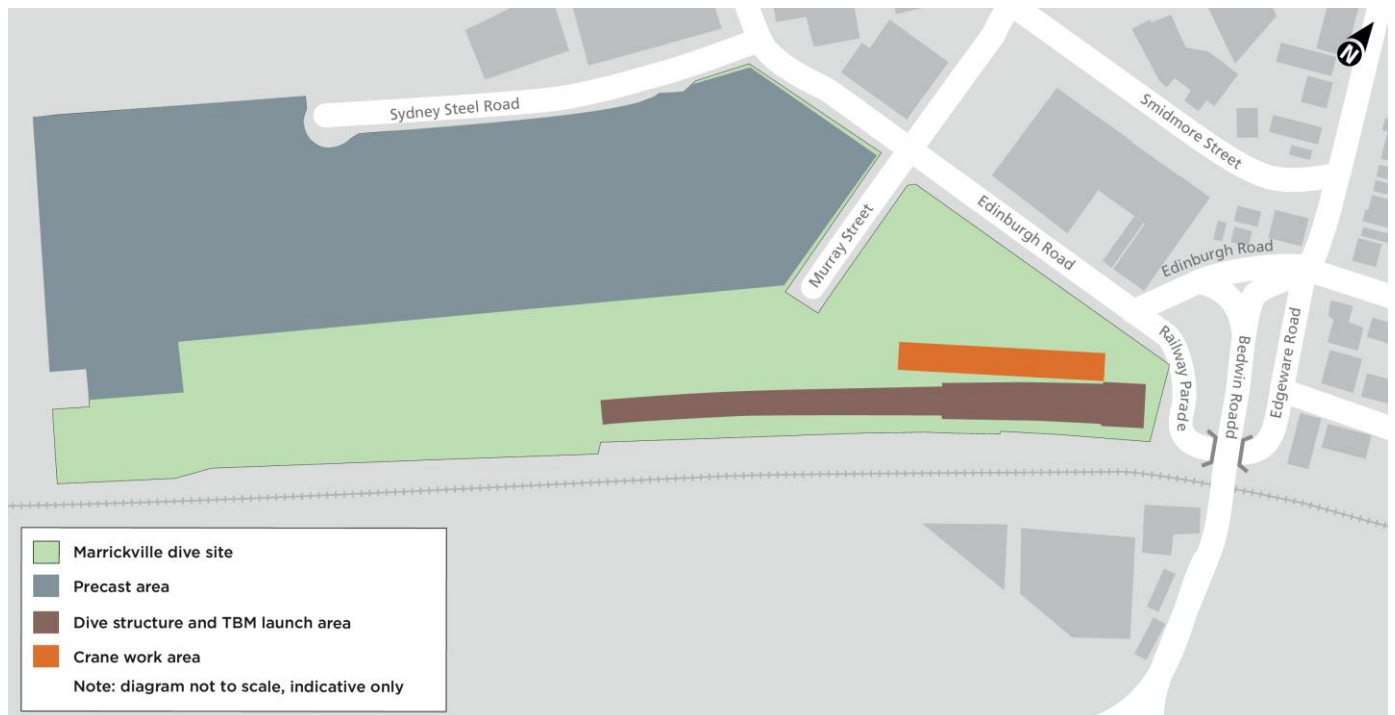 N
Sydney Steel Road
Smidmore Street
Murray Street
Edinburgh Road
Edinburgh Road
Railway Parade
Bedwin Roadd
Edgeware Road
Marrickville dive site
Precast area
Dive structure and TBM launch area
Crane work area
Note: diagram not to scale, indicative only